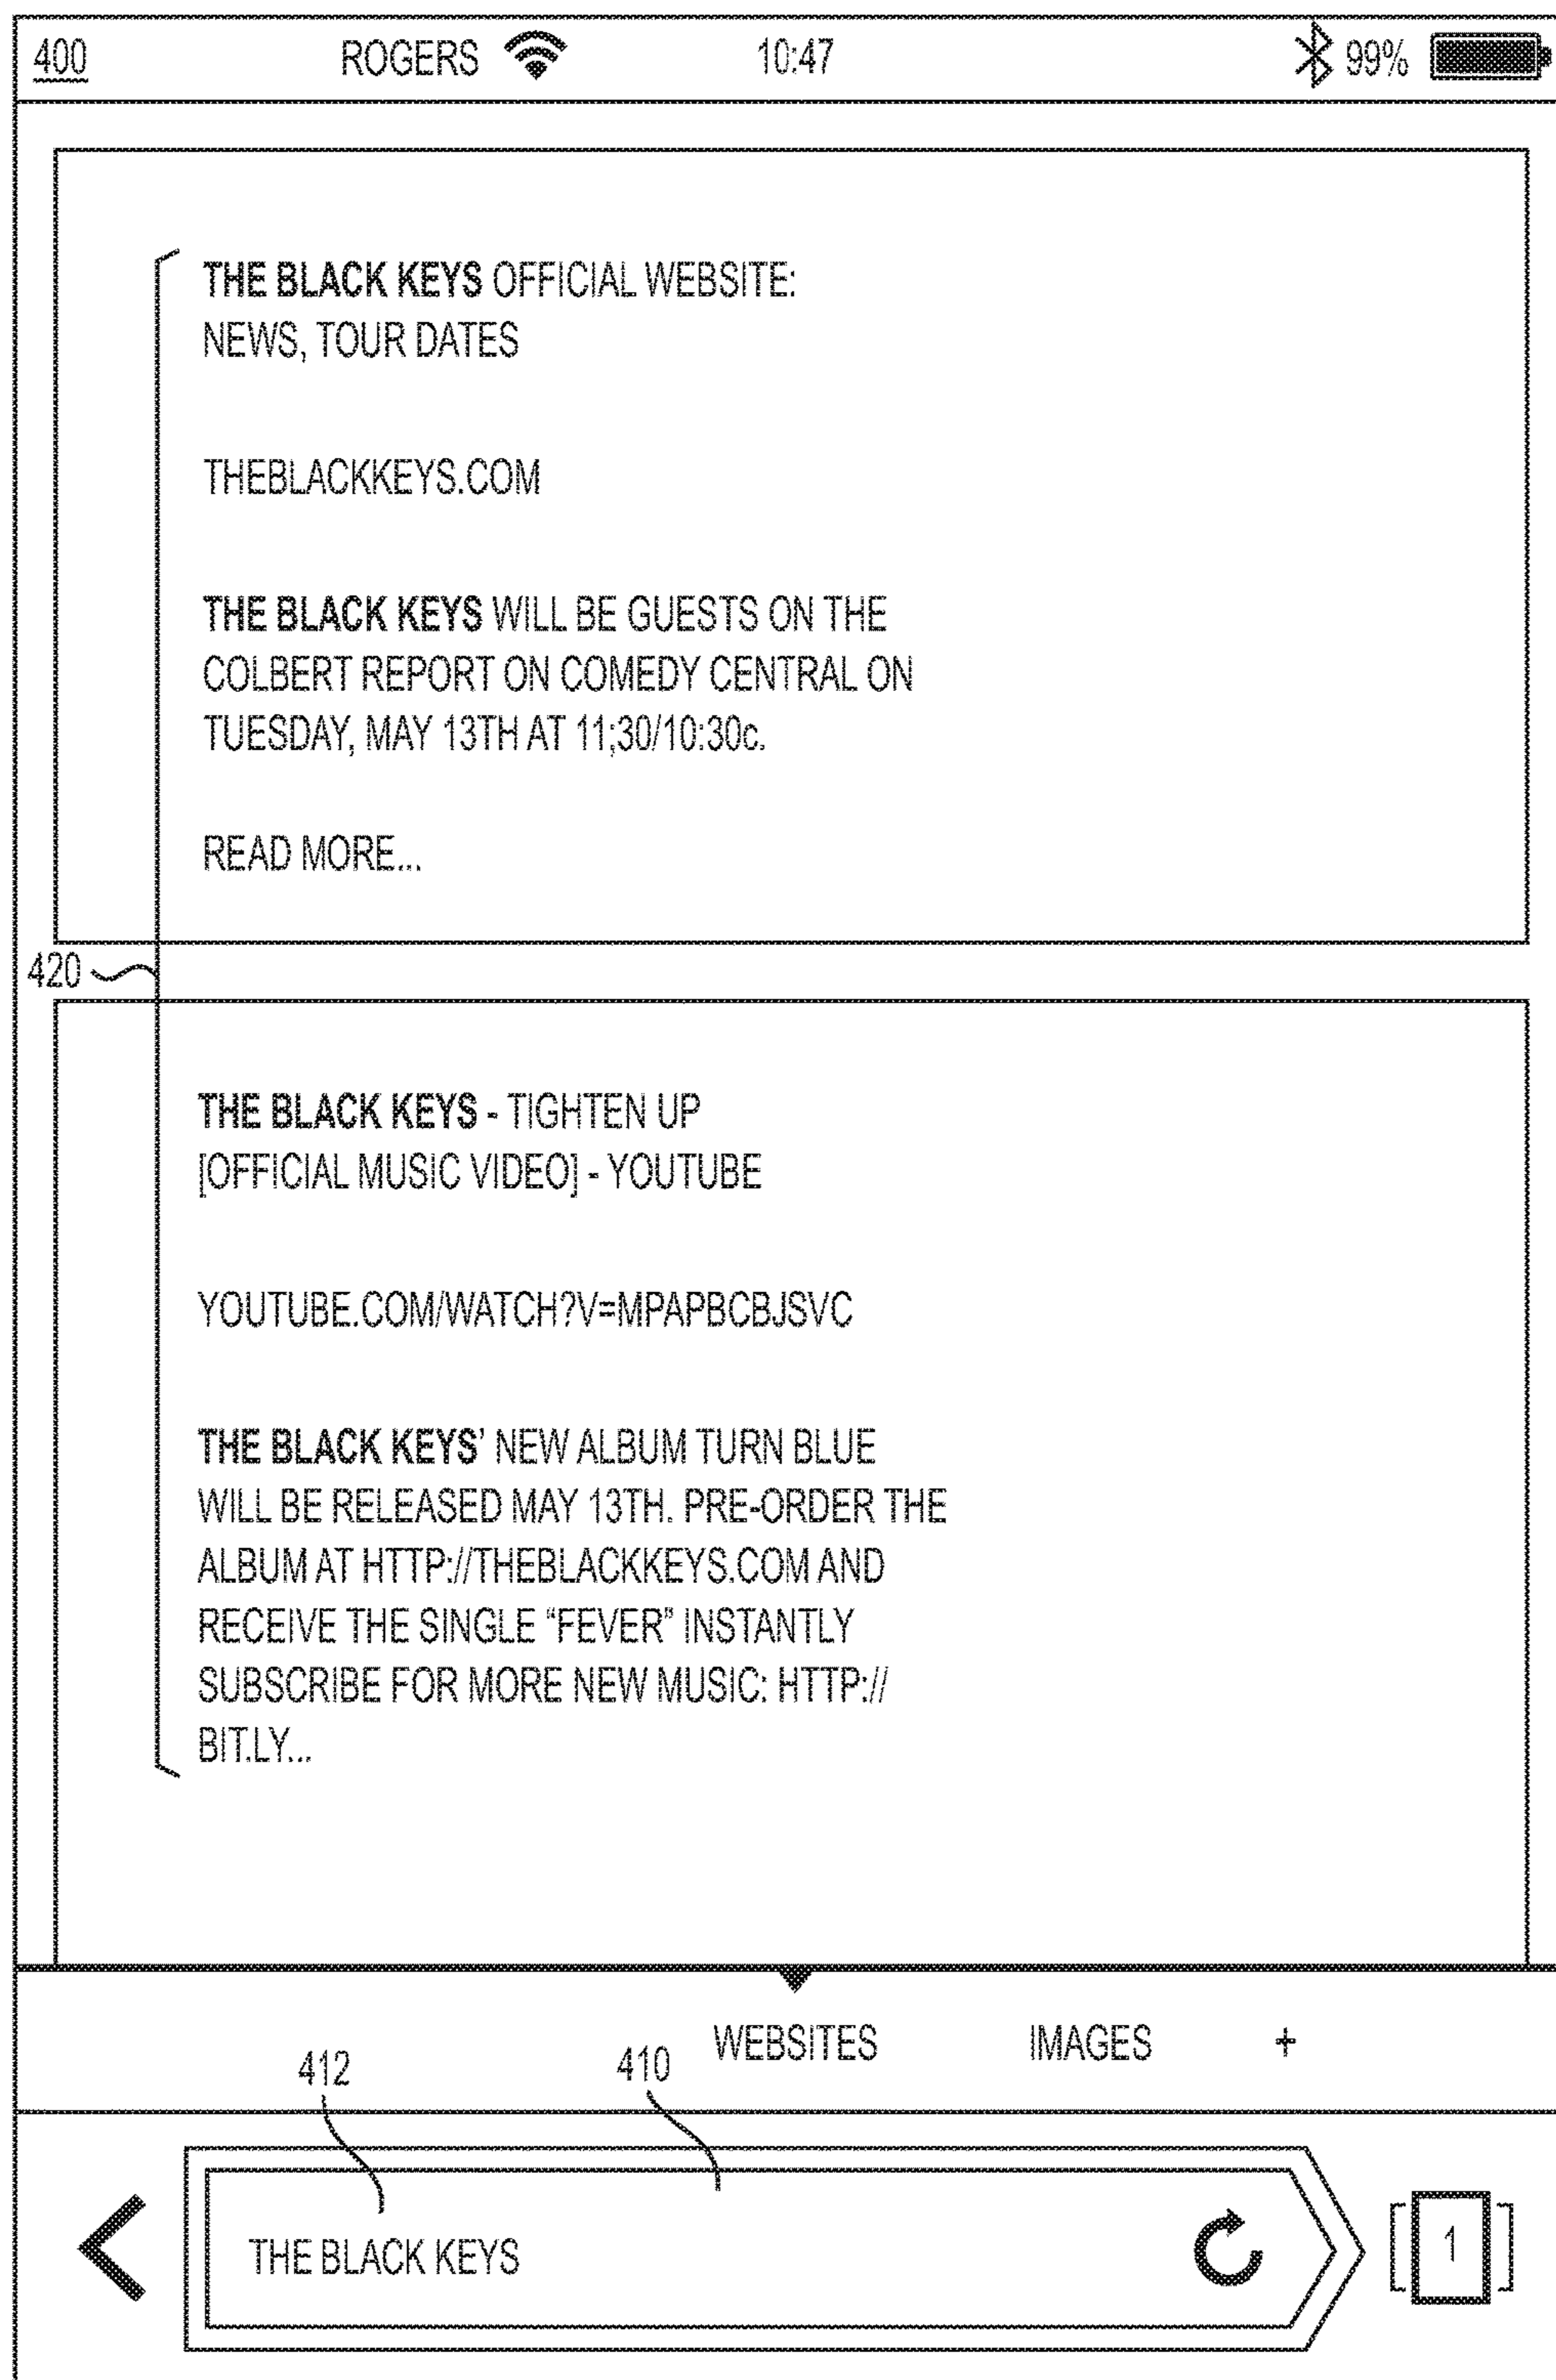 400 ROGERS 10:47 99%
THE BLACK KEYS OFFICIAL WEBSITE:
NEWS, TOUR DATES
THEBLACKKEYS.COM
THE BLACK KEYS WILL BE GUESTS ON THE
COLBERT REPORT ON COMEDY CENTRAL ON
TUESDAY, MAY 13TH AT 11;30/10:30c.
READ MORE...
420
THE BLACK KEYS - TIGHTEN UP
[OFFICIAL MUSIC VIDEO] - YOUTUBE
YOUTUBE.COM/WATCH?V=MPAPBCBJSVC
THE BLACK KEYS' NEW ALBUM TURN BLUE
WILL BE RELEASED MAY 13TH. PRE-ORDER THE
ALBUM AT HTTP://THEBLACKKEYS.COM AND
RECEIVE THE SINGLE “FEVER” INSTANTLY
SUBSCRIBE FOR MORE NEW MUSIC: HTTP://
BIT.LY...
WEBSITES IMAGES +
412 410
THE BLACK KEYS 1